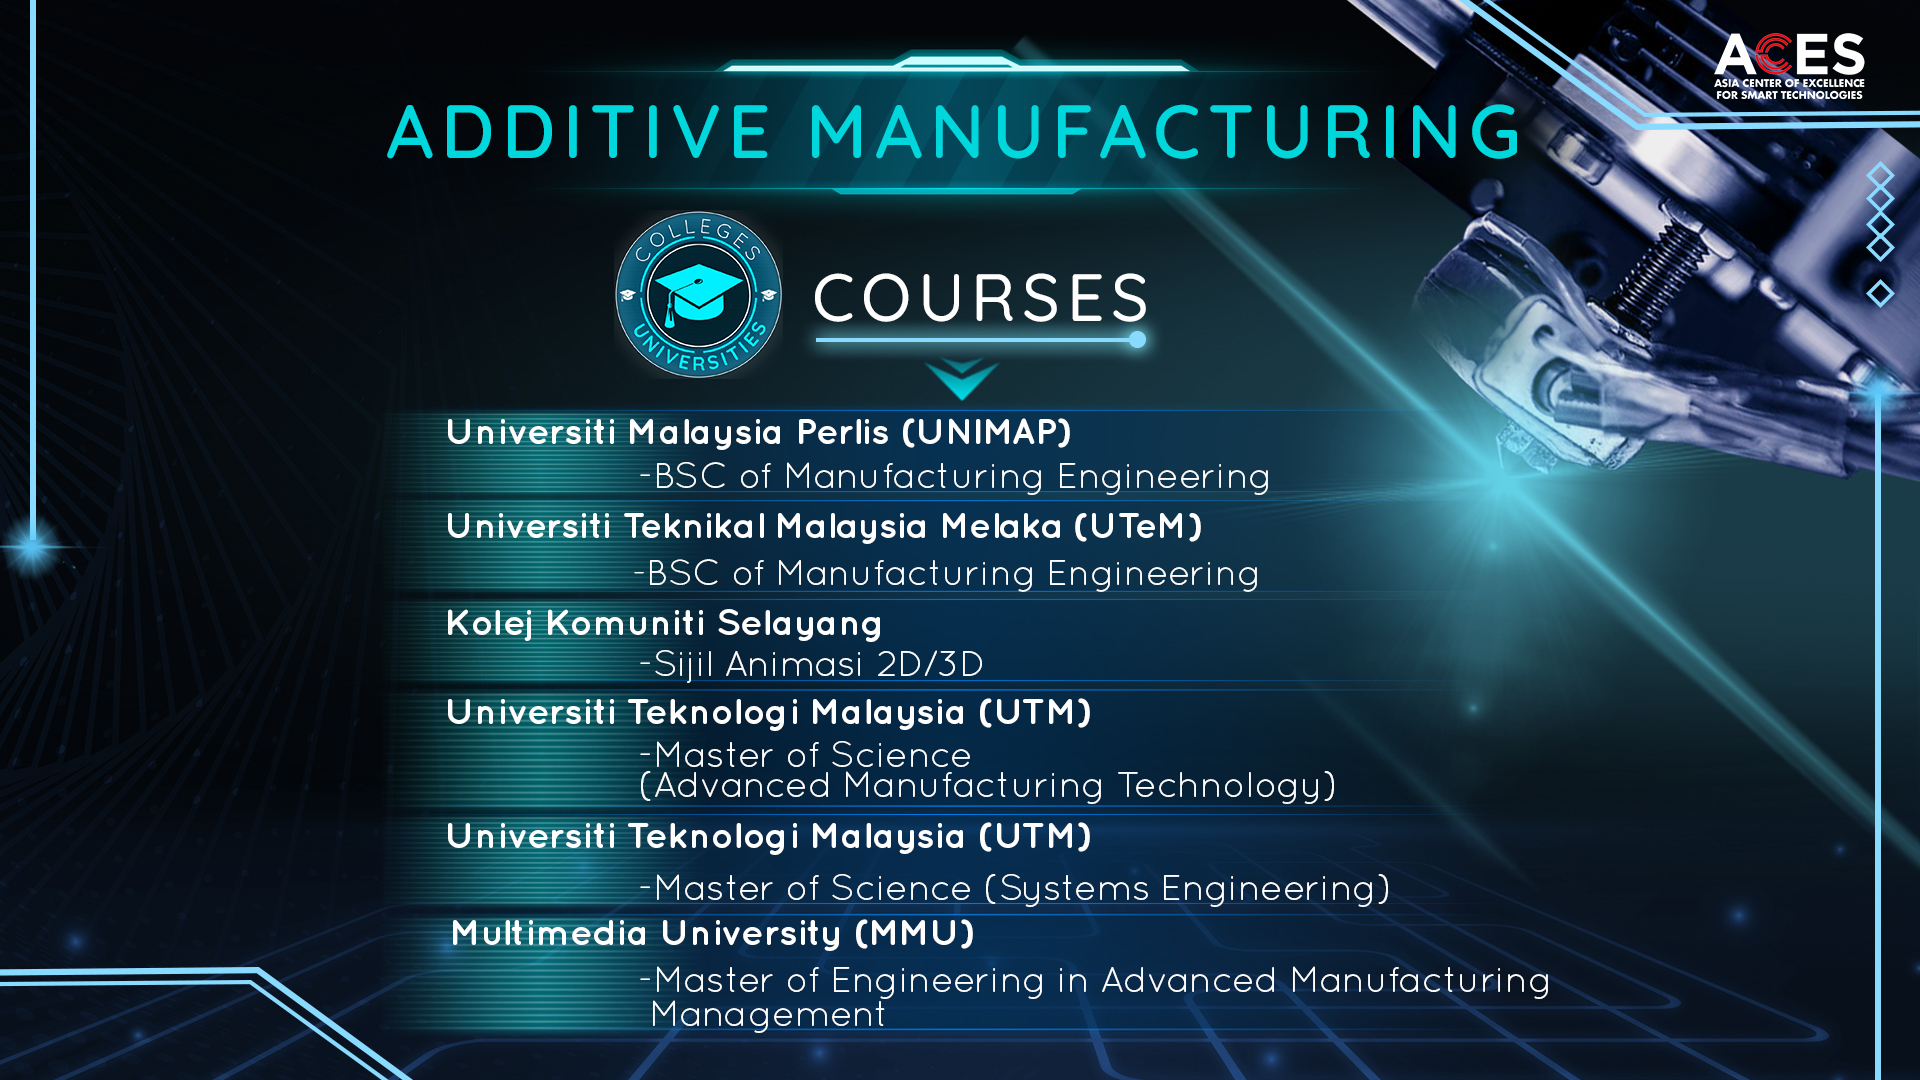 ACES
ASIA CENTER OF EXCELLENCE
FOR SMART TECHNOLOGIES
ADDITIVE MANUFACTURING
COLLEGES
UNIVERSITIES
COURSES
Universiti Malaysia Perlis (UNIMAP)
-BSC of Manufacturing Engineering
Universiti Teknikal Malaysia Melaka (UTeM)
-BSC of Manufacturing Engineering
Kolej Komuniti Selayang
-Sijil Animasi 2D/3D
Universiti Teknologi Malaysia (UTM)
-Master of Science
(Advanced Manufacturing Technology)
Universiti Teknologi Malaysia (UTM)
-Master of Science (Systems Engineering)
Multimedia University (MMU)
-Master of Engineering in Advanced Manufacturing
Management